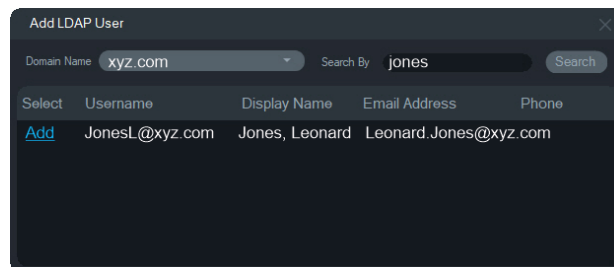 Add LDAP User
Domain Name xyz.com Search By jones Search
Select Username Display Name Email Address Phone
Add JonesL@xyz.com Jones, Leonard Leonard.Jones@xyz.com